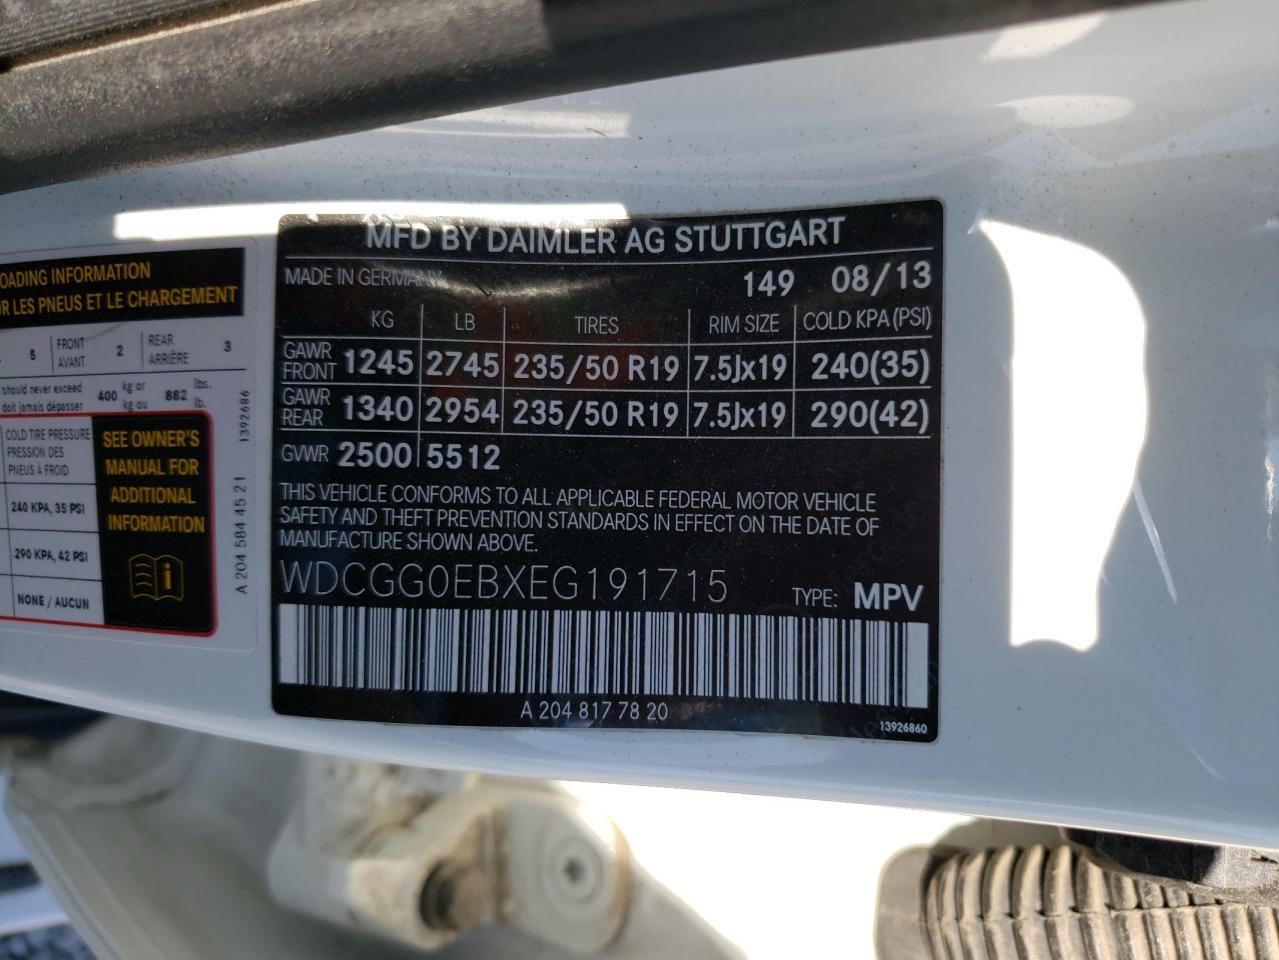 MFD BY DAIMLER AG STUTTGART
MADE IN GERMANY 149 08/13
KG LB TIRES RIM SIZE COLD KPA (PSI)
GAWR FRONT 1245 2745 235/50 R19 7.5Jx19 240(35)
GAWR REAR 1340 2954 235/50 R19 7.5Jx19 290(42)
GVWR 2500 5512
THIS VEHICLE CONFORMS TO ALL APPLICABLE FEDERAL MOTOR VEHICLE
SAFETY AND THEFT PREVENTION STANDARDS IN EFFECT ON THE DATE OF
MANUFACTURE SHOWN ABOVE.
WDCGG0EBXEG191715 TYPE: MPV
A 204 817 78 20
13926860
OADING INFORMATION
UR LES PNEUS ET LE CHARGEMENT
5 FRONT AVANT 2 REAR ARRIÈRE 3
should never exceed
doit jamais dépasser
400 kg or kg ou 882 lbs. lb.
COLD TIRE PRESSURE
PRESSION DES
PNEUS À FROID
240 KPA, 35 PSI
290 KPA, 42 PSI
NONE / AUCUN
SEE OWNER'S
MANUAL FOR
ADDITIONAL
INFORMATION
i
A 204 584 45 21 1392686